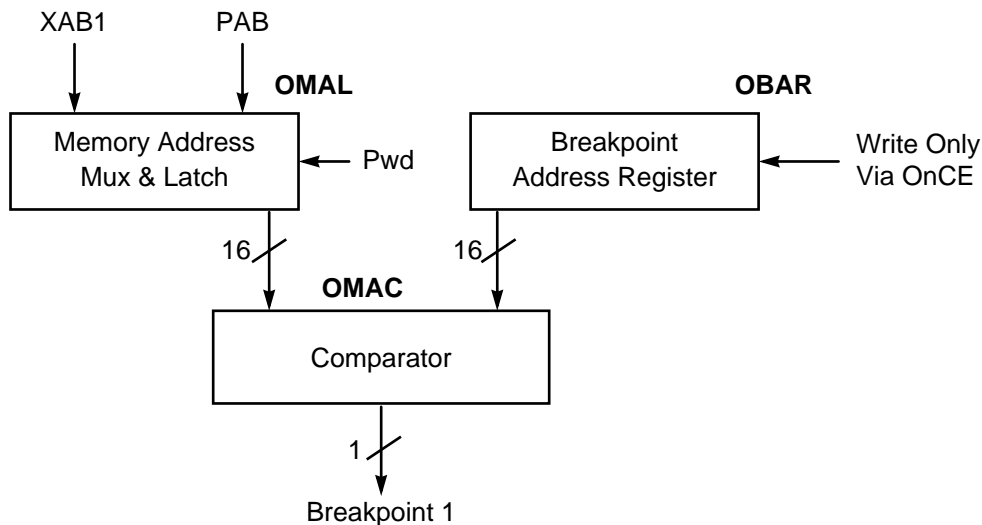 XAB1
PAB
OMAL
OBAR
Memory Address
Mux & Latch
Pwd
Breakpoint
Address Register
Write Only
Via OnCE
16
16
OMAC
Comparator
1
Breakpoint 1